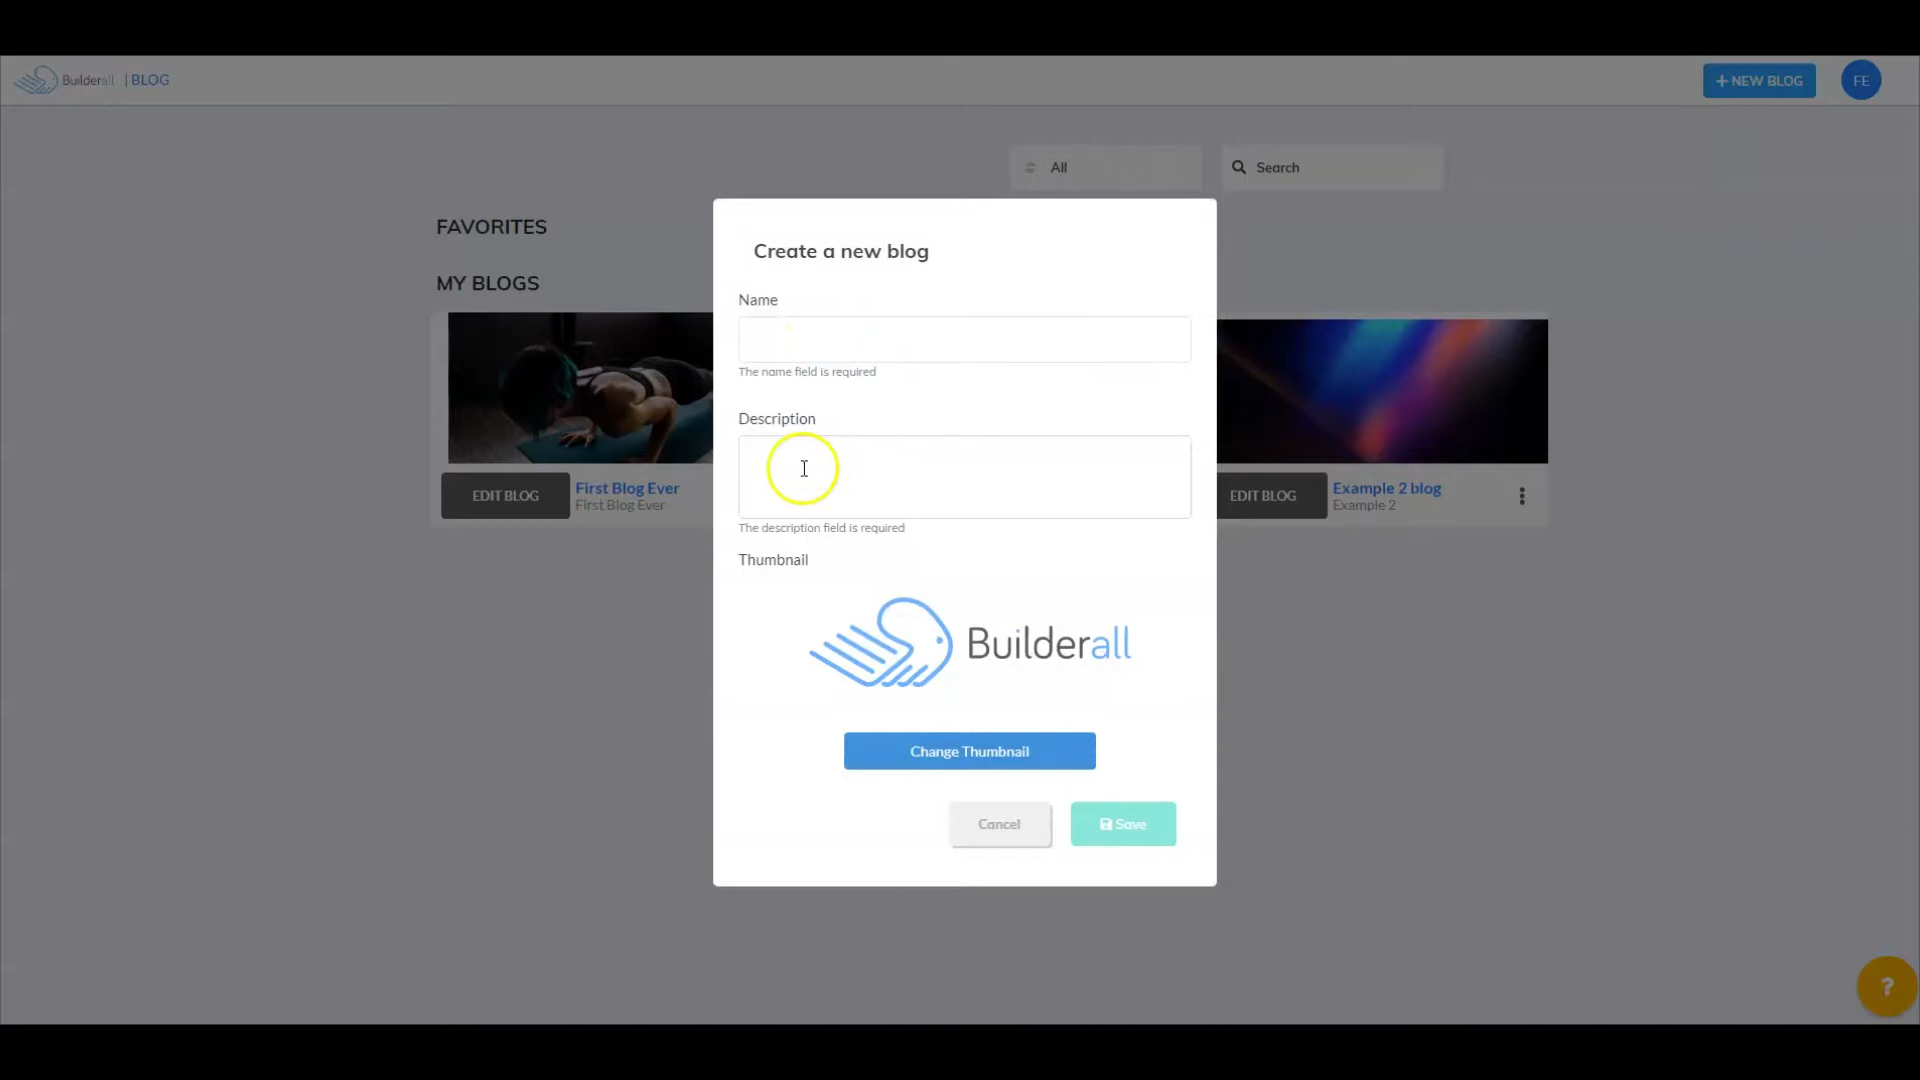 Builderall | BLOG
+ NEW BLOG
FE
All
Search
FAVORITES
MY BLOGS
EDIT BLOG
First Blog Ever
First Blog Ever
EDIT BLOG
Example 2 blog
Example 2
Create a new blog
Name
The name field is required
Description
The description field is required
Thumbnail
Builderall
Change Thumbnail
Cancel
Save
?